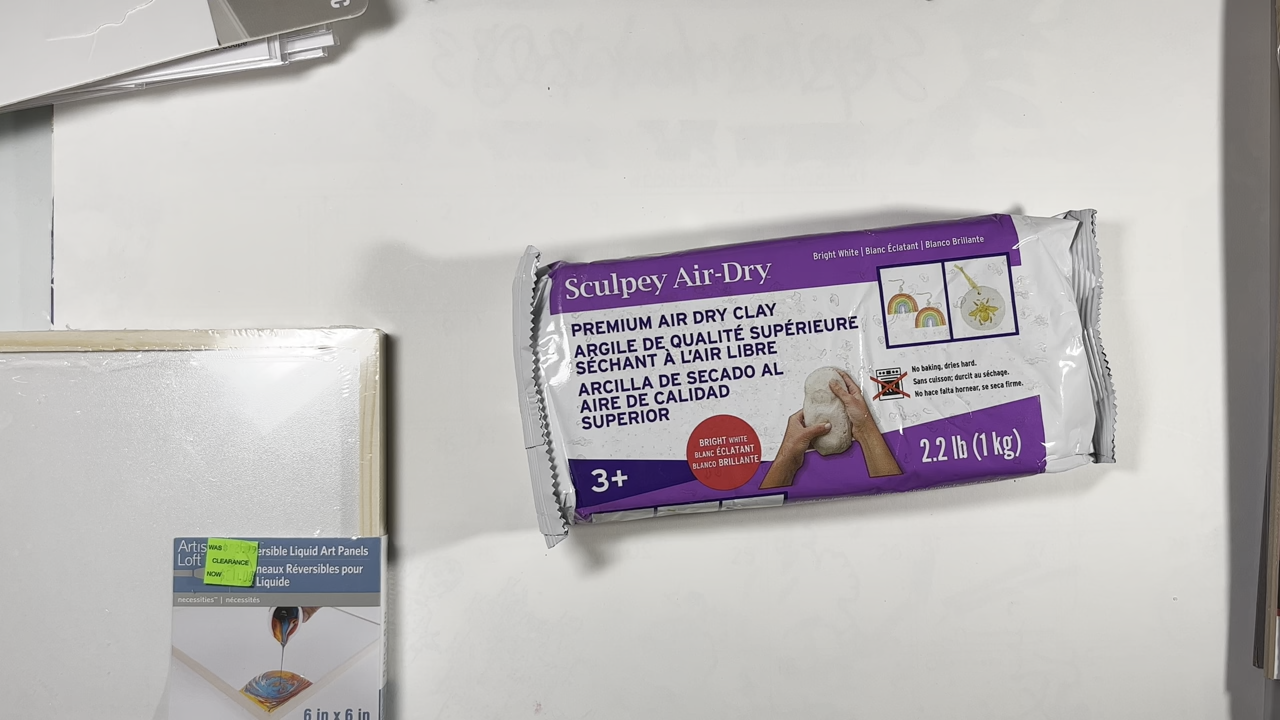 Sculpey Air-Dry
Bright White | Blanc Éclatant | Blanco Brillante
PREMIUM AIR DRY CLAY
ARGILE DE QUALITÉ SUPÉRIEURE
SÉCHANT À L'AIR LIBRE
ARCILLA DE SECADO AL
AIRE DE CALIDAD
SUPERIOR
No baking, dries hard.
Sans cuisson; durcit au séchage.
No hace falta hornear, se seca firme.
BRIGHT WHITE
BLANC ÉCLATANT
BLANCO BRILLANTE
3+
2.2 lb (1 kg)
Loft
WAS
CLEARANCE
NOW
Liquid Art Panels
Réversibles pour
Liquide
necessities™ | nécessités
6 in x 6 in